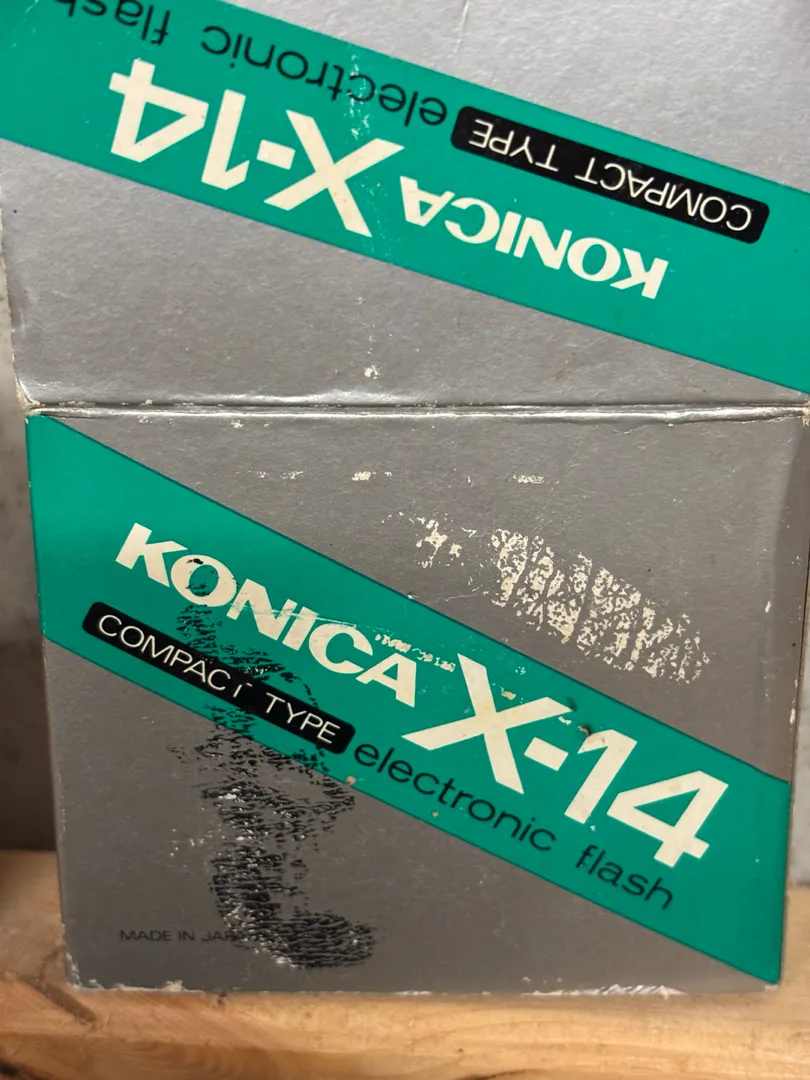 KONICA X-14
COMPACT TYPE electronic flash
KONICA X-14
COMPACT TYPE electronic flash
MADE IN JAPAN